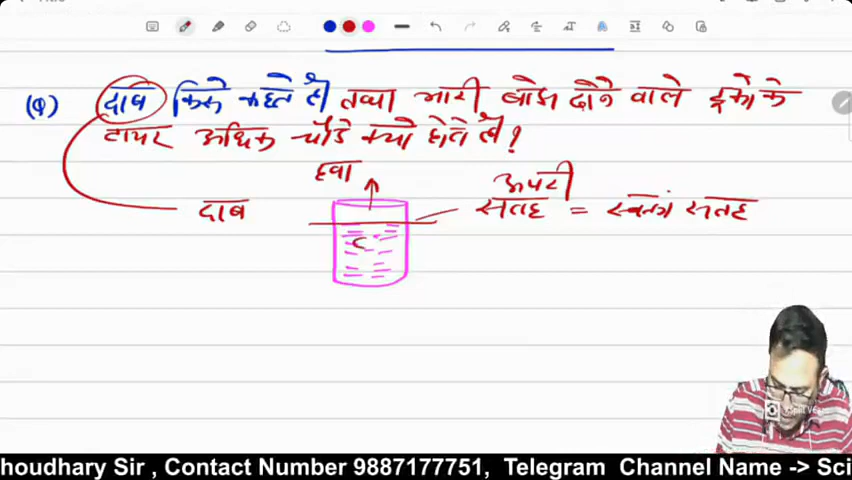 (Q) दाब किसे कहते है तथा भारी बोझा ढोने वाले ट्रको के
टायर अधिक चौडे क्यो होते है?
हवा
दाब
ऊपरी
सतह = स्वतंत्र सतह
houdhary Sir , Contact Number 9887177751, Telegram Channel Name -> Sci